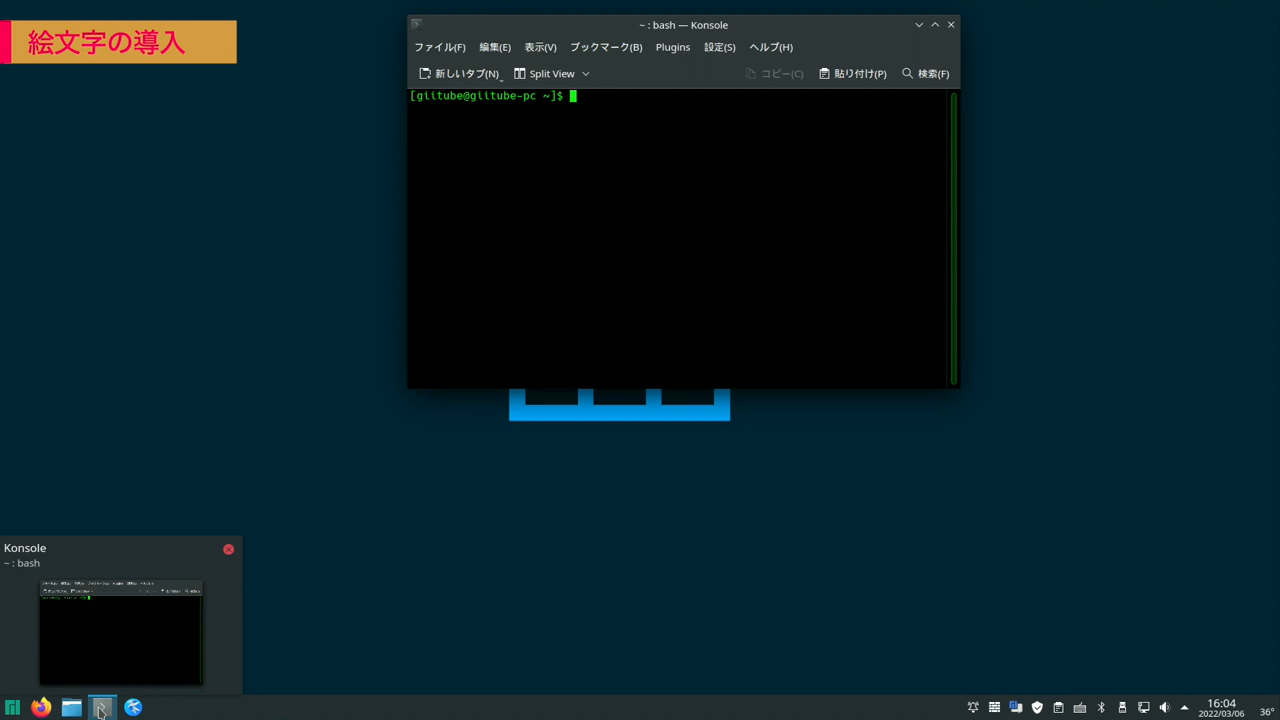 絵文字の導入
~ : bash — Konsole
ファイル(F) 編集(E) 表示(V) ブックマーク(B) Plugins 設定(S) ヘルプ(H)
新しいタブ(N) Split View コピー(C) 貼り付け(P) 検索(F)
[giitube@giitube-pc ~]$
Konsole
~ : bash
16:04
2022/03/06
36°